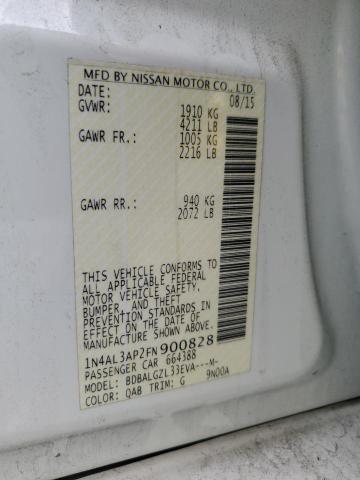 MFD BY NISSAN MOTOR CO., LTD.
DATE: 08/15
GVWR: 1910 KG
4211 LB
GAWR FR: 1005 KG
2216 LB
GAWR RR: 940 KG
2072 LB
THIS VEHICLE CONFORMS TO
ALL APPLICABLE FEDERAL
MOTOR VEHICLE SAFETY,
BUMPER, AND THEFT
PREVENTION STANDARDS IN
EFFECT ON THE DATE OF
MANUFACTURE SHOWN ABOVE.
1N4AL3AP2FN900828
PASSENGER CAR 664388
MODEL: BDBALGZL33EVA---M-
COLOR: QAB TRIM: G 9N00A